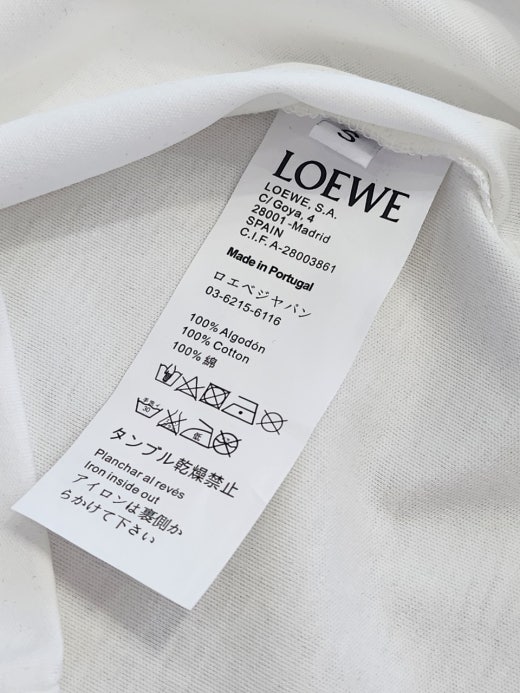 S
LOEWE
LOEWE, S.A.
C/ Goya, 4
28001-Madrid
SPAIN
C.I.F. A-28003861
Made in Portugal
ロエベジャパン
03-6215-6116
100% Algodón
100% Cotton
100% 綿
タンブル乾燥禁止
Planchar al revés
Iron inside out
アイロンは裏側か
らかけて下さい